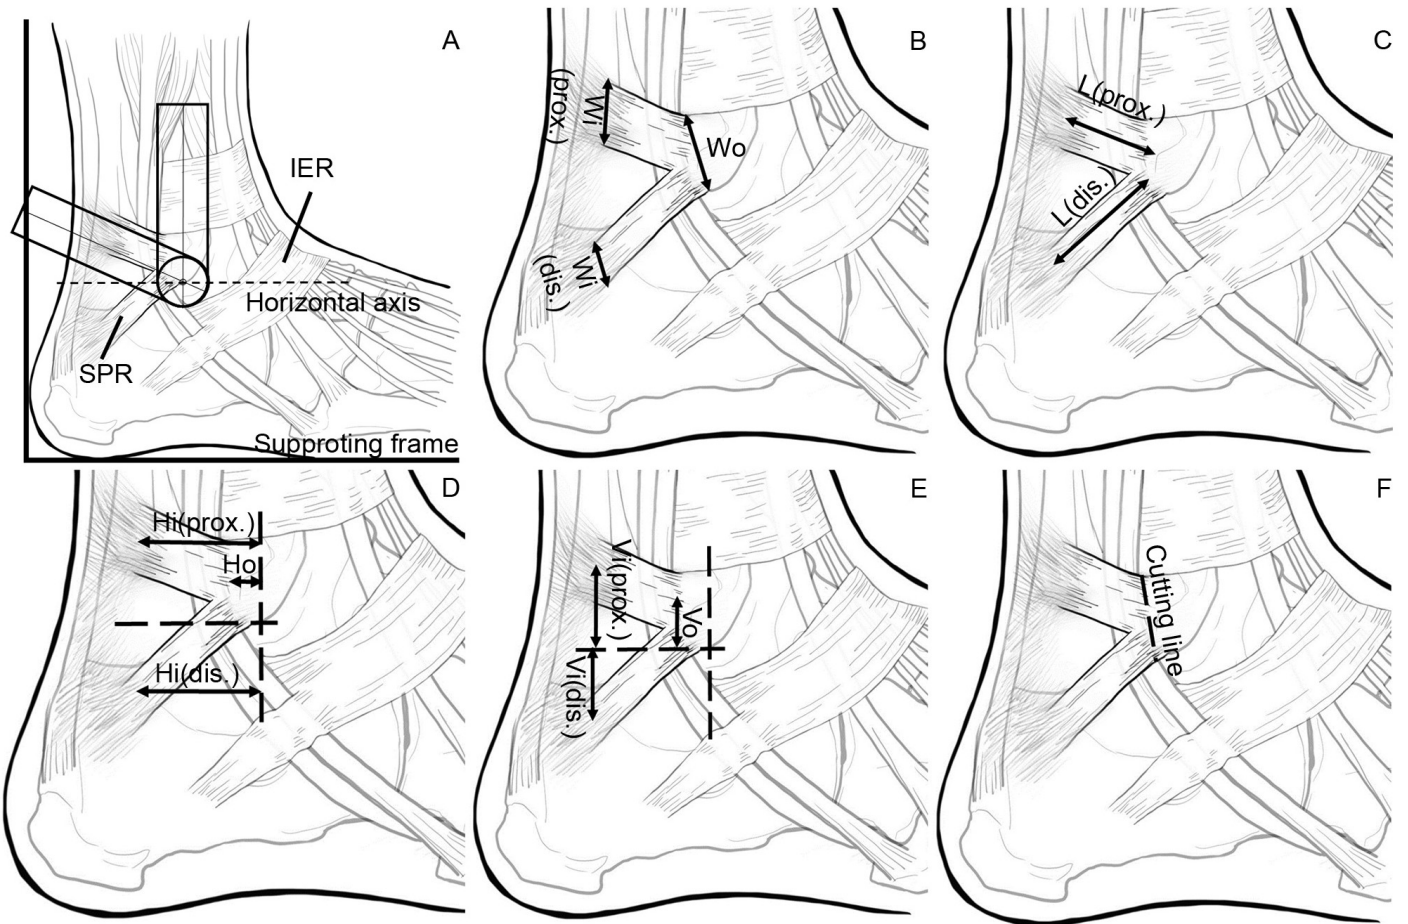 A
IER
Horizontal axis
SPR
Supproting frame
B
Wi
(prox.)
Wo
Wi
(dis.)
C
L(prox.)
L(dis.)
D
Hi(prox.)
Ho
Hi(dis.)
E
Vi(prox.)
Vo
Vi(dis.)
F
Cutting line